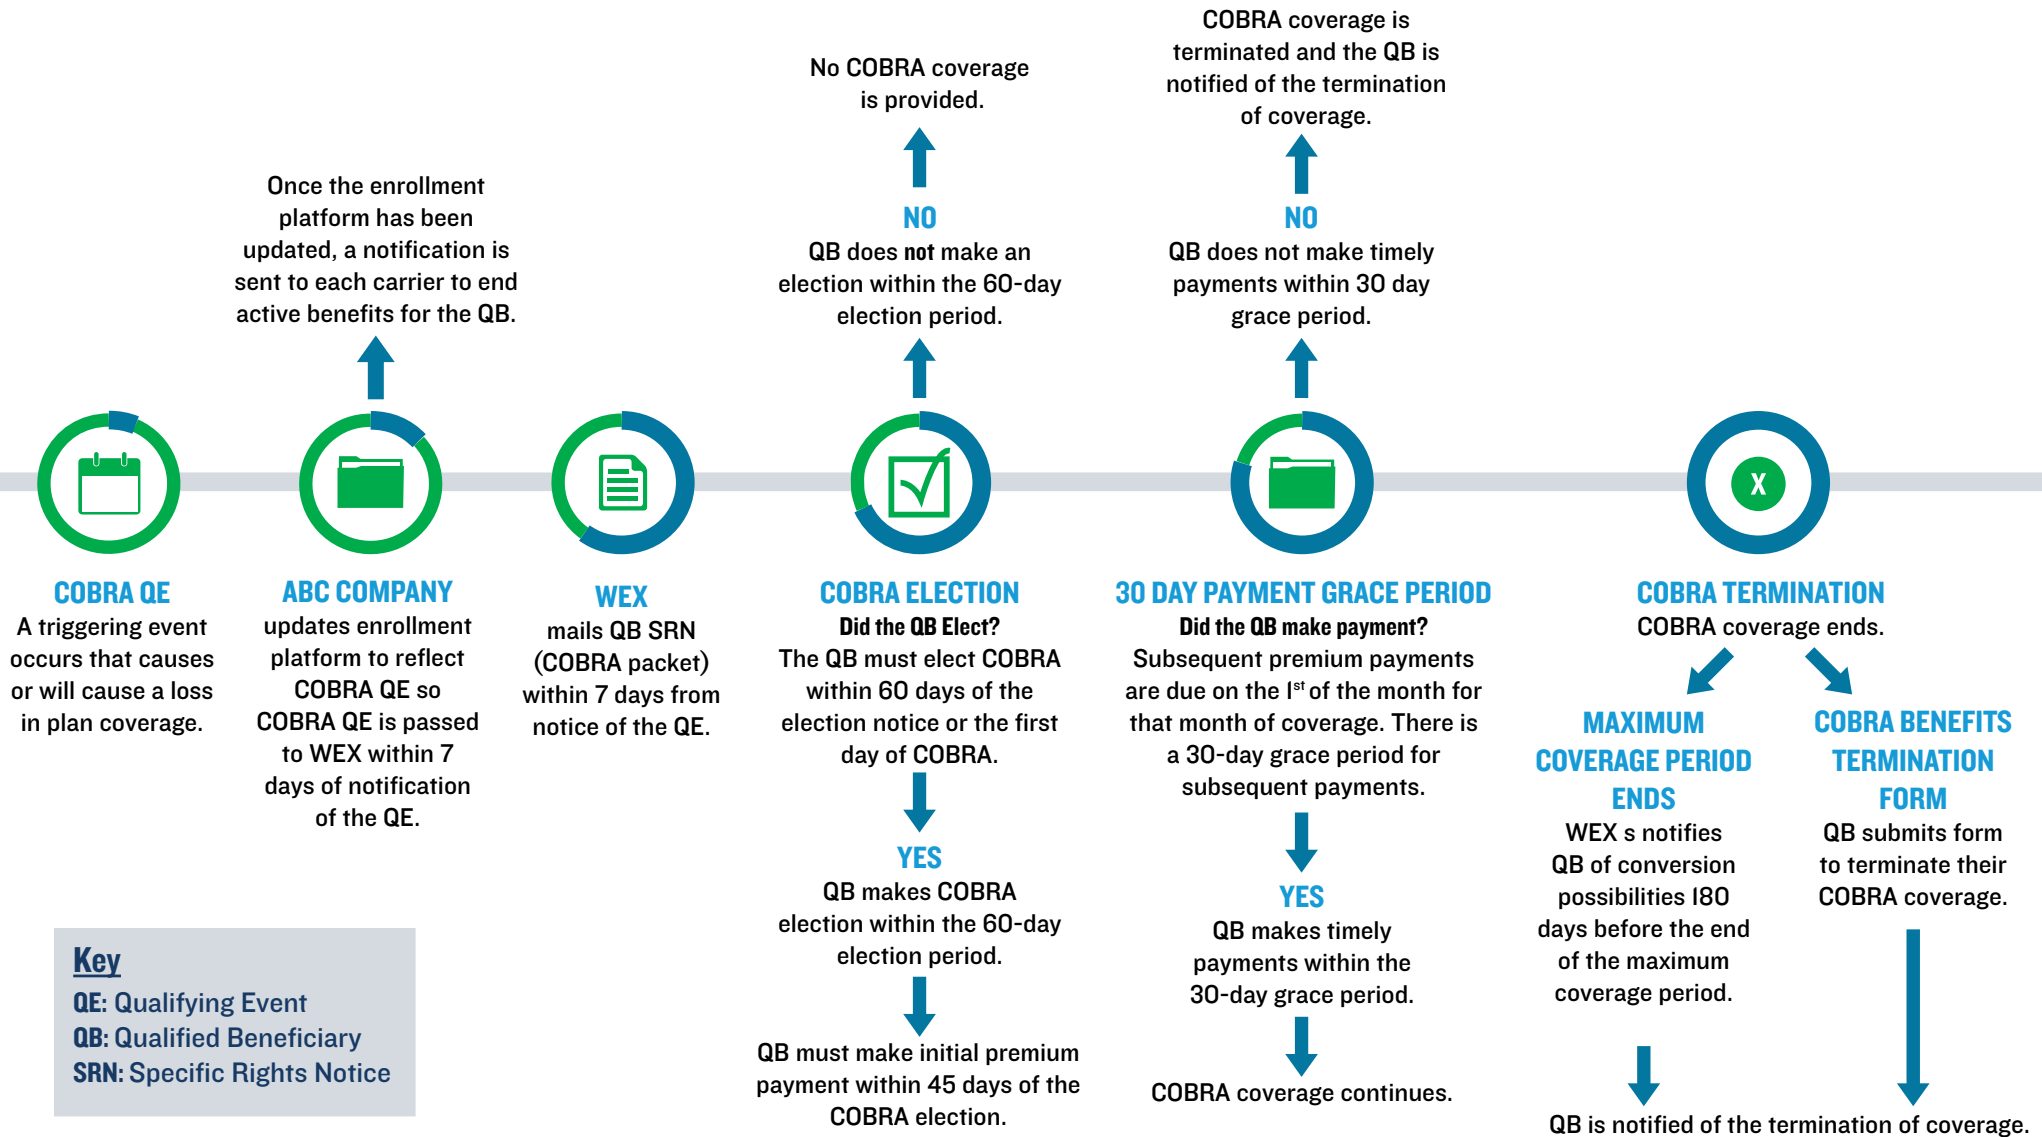 COBRA QE
A triggering event
occurs that causes
or will cause a loss
in plan coverage.
Once the enrollment
platform has been
updated, a notification is
sent to each carrier to end
active benefits for the QB.
ABC COMPANY
updates enrollment
platform to reflect
COBRA QE so
COBRA QE is passed
to WEX within 7
days of notification
of the QE.
WEX
mails QB SRN
(COBRA packet)
within 7 days from
notice of the QE.
No COBRA coverage
is provided.
NO
QB does not make an
election within the 60-day
election period.
COBRA ELECTION
Did the QB Elect?
The QB must elect COBRA
within 60 days of the
election notice or the first
day of COBRA.
YES
QB makes COBRA
election within the 60-day
election period.
QB must make initial premium
payment within 45 days of the
COBRA election.
COBRA coverage is
terminated and the QB is
notified of the termination
of coverage.
NO
QB does not make timely
payments within 30 day
grace period.
30 DAY PAYMENT GRACE PERIOD
Did the QB make payment?
Subsequent premium payments
are due on the 1st of the month for
that month of coverage. There is
a 30-day grace period for
subsequent payments.
YES
QB makes timely
payments within the
30-day grace period.
COBRA coverage continues.
X
COBRA TERMINATION
COBRA coverage ends.
MAXIMUM
COVERAGE PERIOD
ENDS
WEX s notifies
QB of conversion
possibilities 180
days before the end
of the maximum
coverage period.
COBRA BENEFITS
TERMINATION
FORM
QB submits form
to terminate their
COBRA coverage.
QB is notified of the termination of coverage.
Key
QE: Qualifying Event
QB: Qualified Beneficiary
SRN: Specific Rights Notice